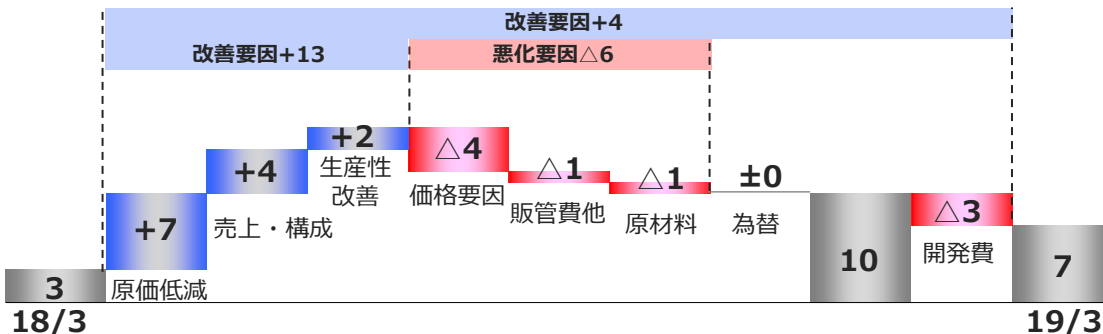 改善要因+4
改善要因+13
悪化要因△6
+2
生産性
改善
△4
価格要因
+4
売上・構成
△1
販管費他
△1
原材料
±0
為替
+7
原価低減
10
△3
開発費
3
7
18/3
19/3